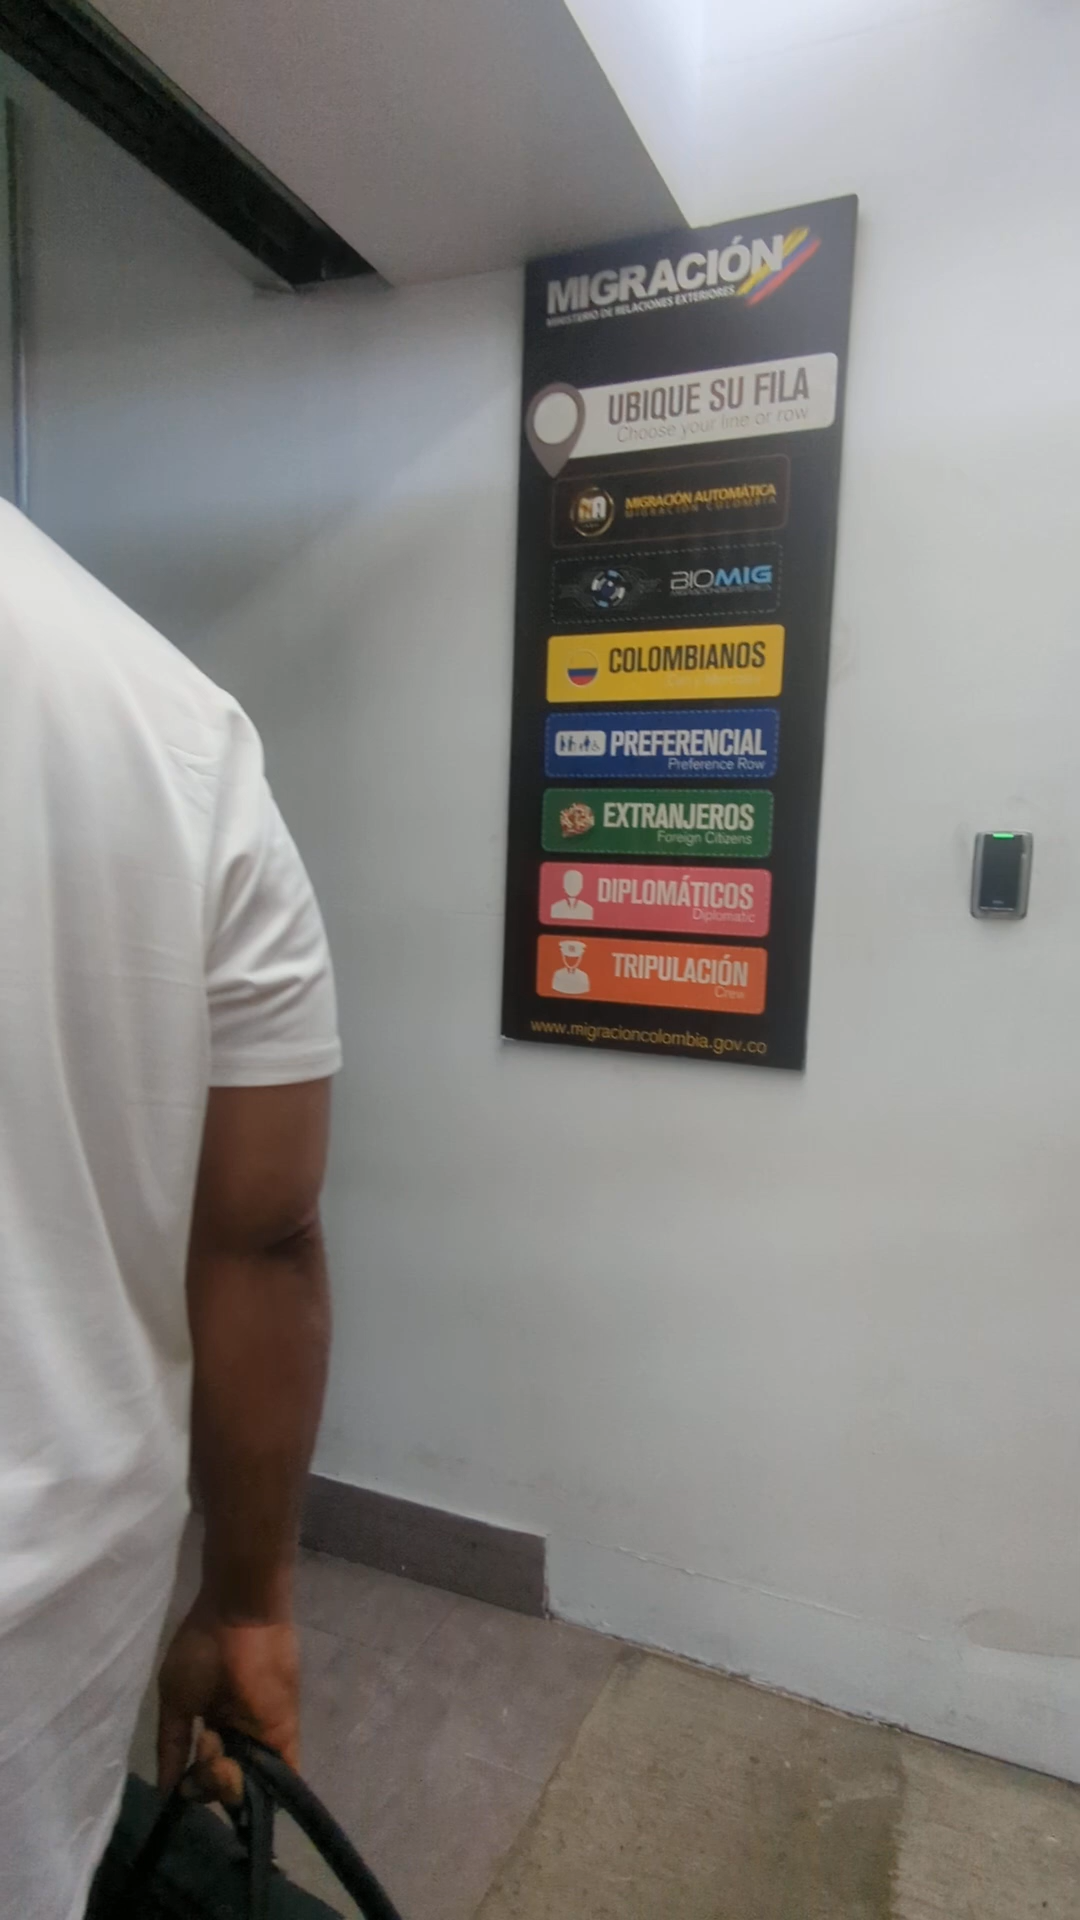 MIGRACIÓN
MINISTERIO DE RELACIONES EXTERIORES
UBIQUE SU FILA
Choose your line or row
MIGRACIÓN AUTOMÁTICA
MIGRACIÓN COLOMBIA
BIOMIG
COLOMBIANOS
PREFERENCIAL
Preference Row
EXTRANJEROS
Foreign Citizens
DIPLOMÁTICOS
Diplomatic
TRIPULACIÓN
Crew
www.migracioncolombia.gov.co